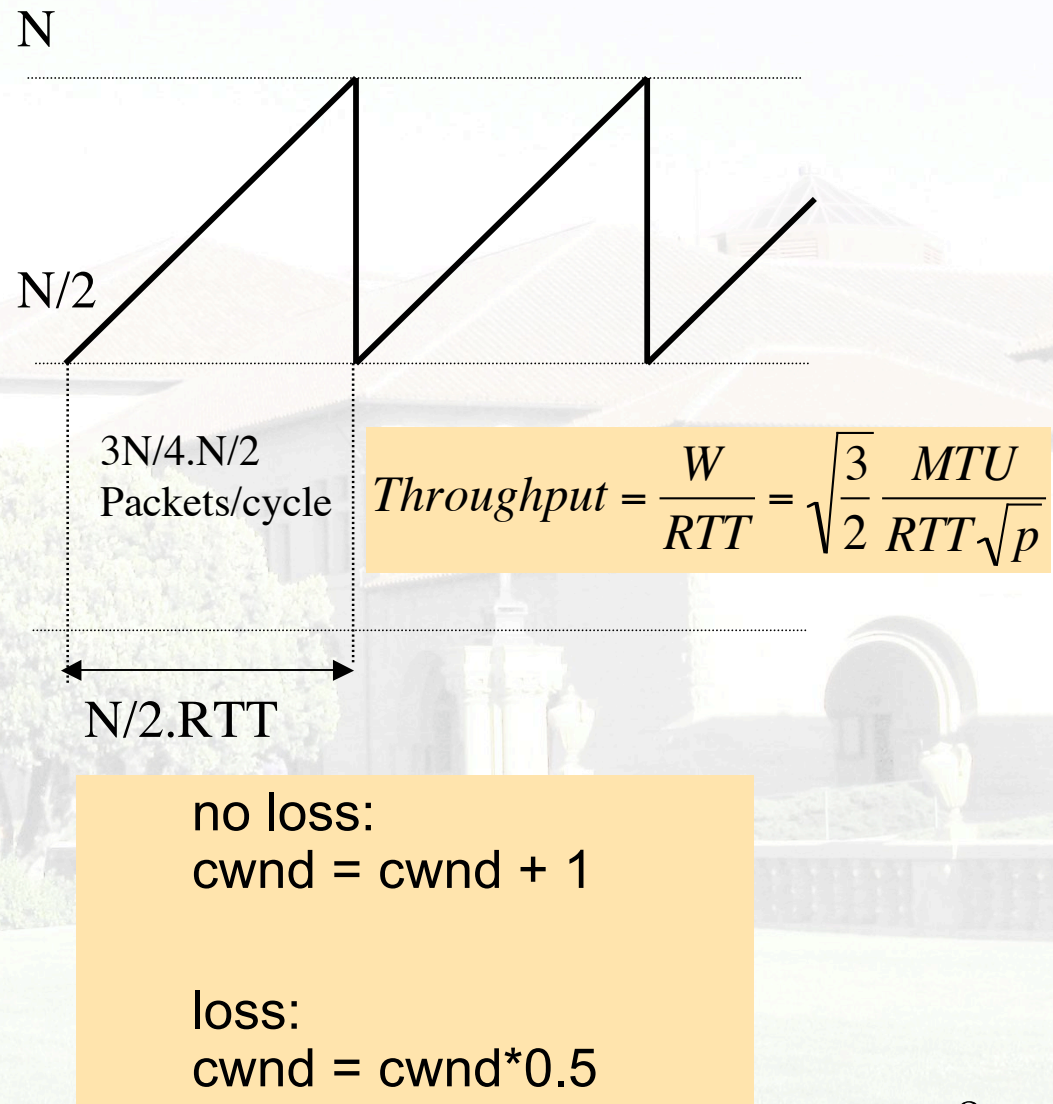 N
N/2
3N/4.N/2
Packets/cycle
Throughput = W/RTT = √(3/2) MTU/(RTT√p)
N/2.RTT
no loss:
cwnd = cwnd + 1
loss:
cwnd = cwnd*0.5